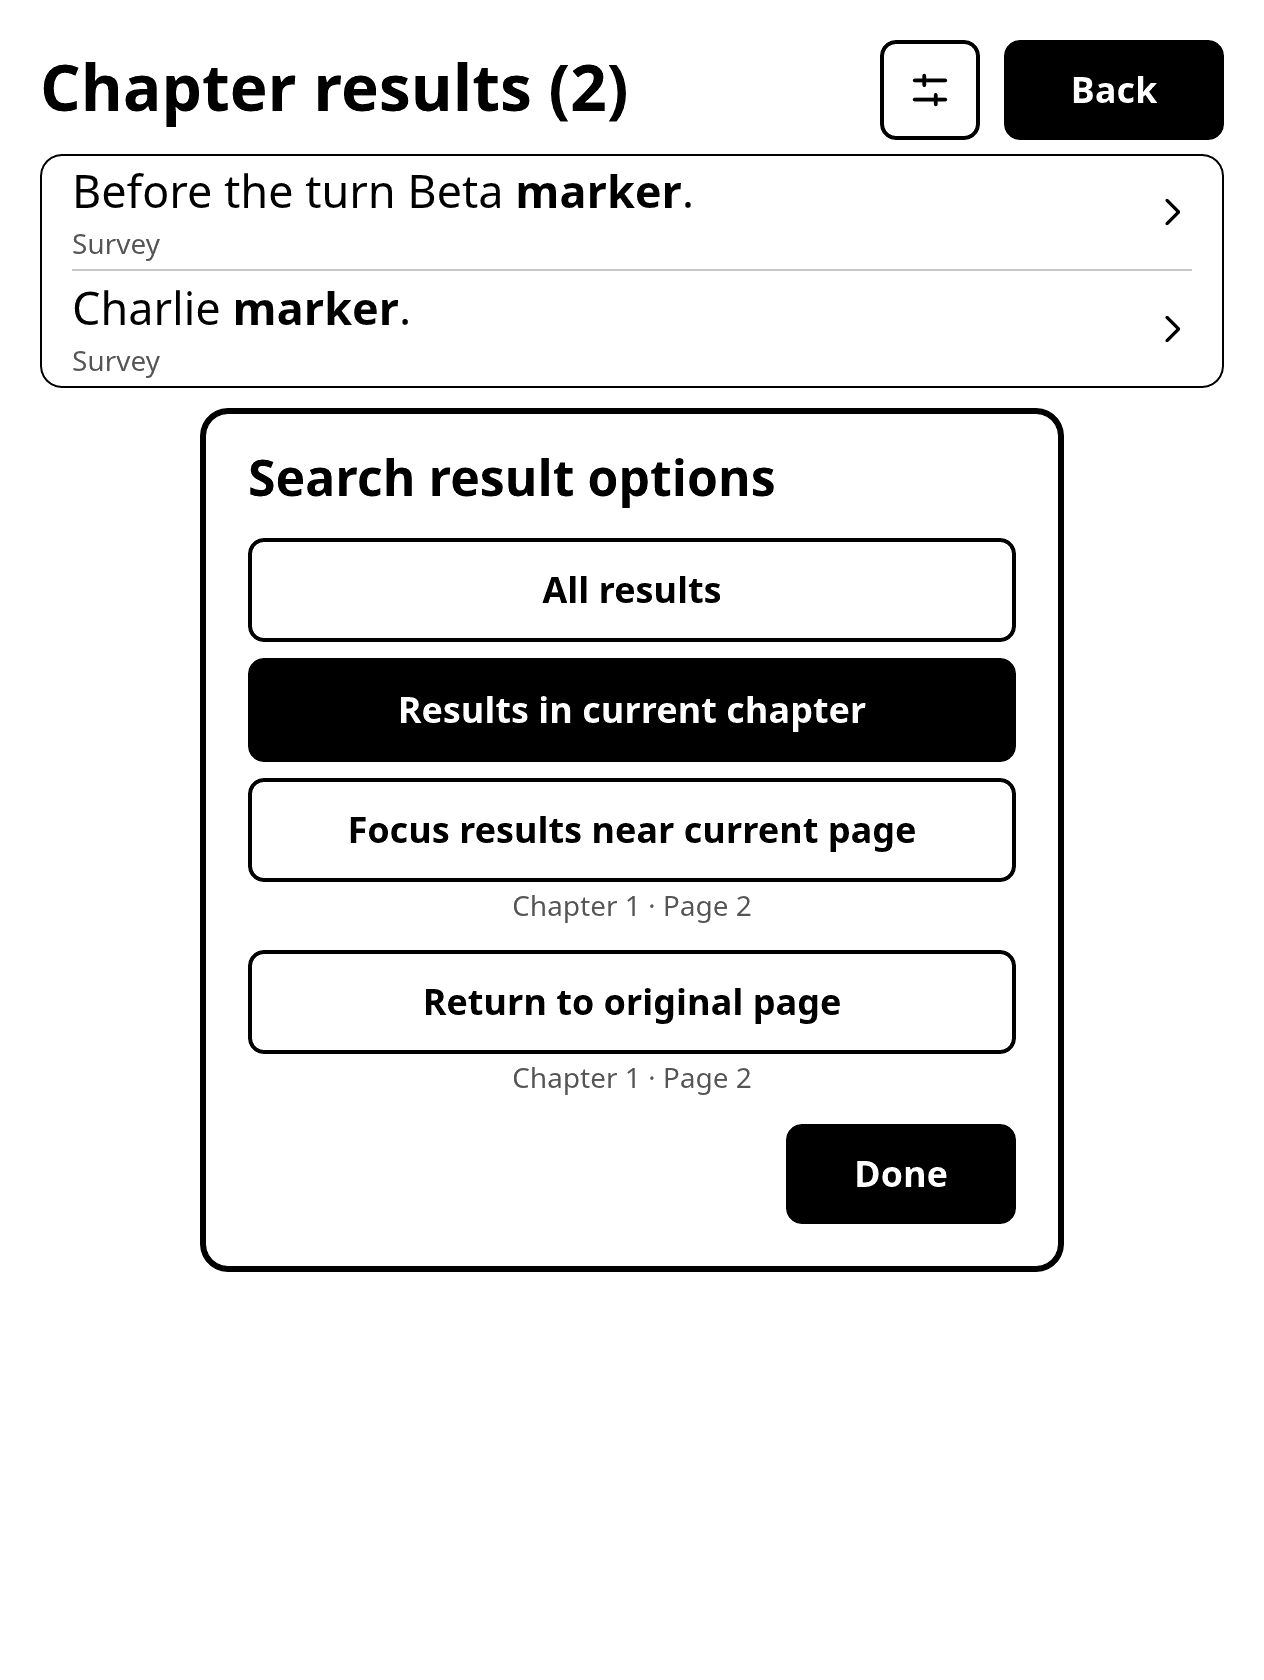 Chapter results (2)
Back
Before the turn Beta marker.
Survey
Charlie marker.
Survey
Search result options
All results
Results in current chapter
Focus results near current page
Chapter 1 · Page 2
Return to original page
Chapter 1 · Page 2
Done